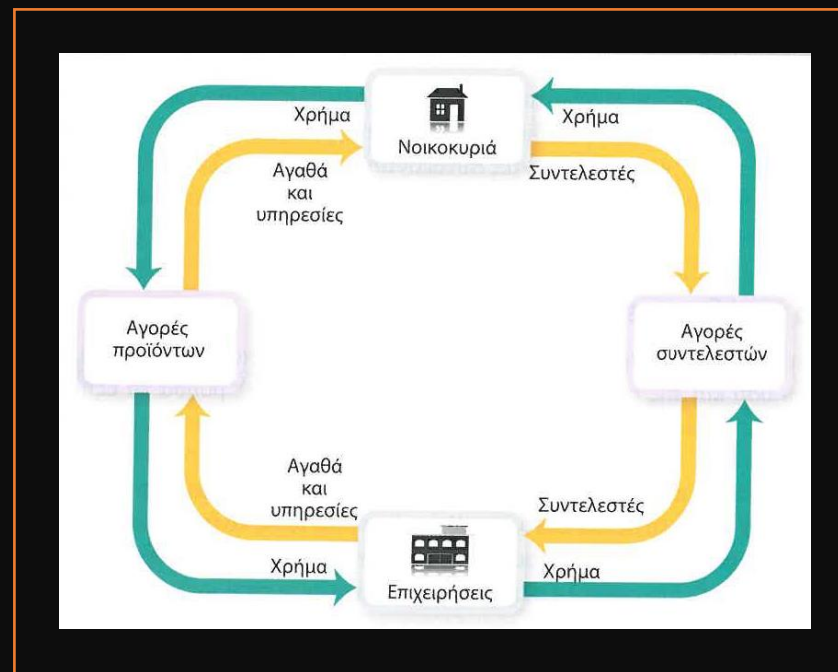 Χρήμα
Νοικοκυριά
Χρήμα
Αγαθά
και
υπηρεσίες
Συντελεστές
Αγορές
προϊόντων
Αγορές
συντελεστών
Αγαθά
και
υπηρεσίες
Συντελεστές
Χρήμα
Επιχειρήσεις
Χρήμα